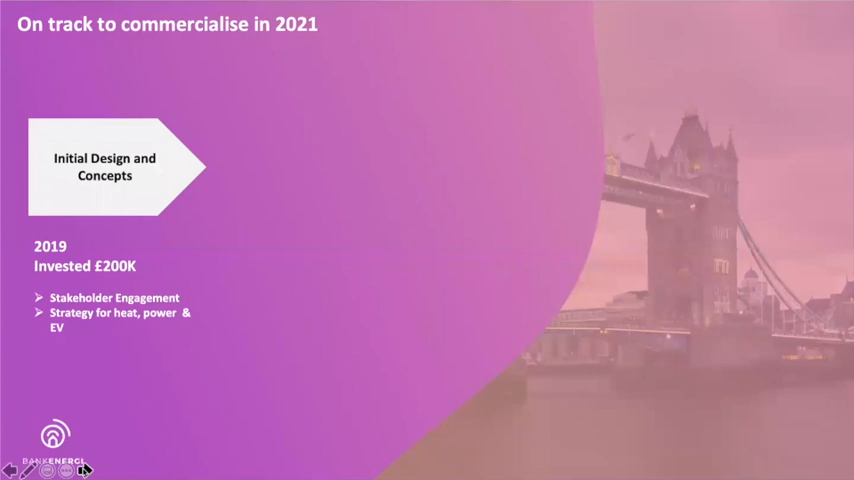 On track to commercialise in 2021
Initial Design and
Concepts
2019
Invested £200K
➢ Stakeholder Engagement
➢ Strategy for heat, power &
EV
BANKENERGI